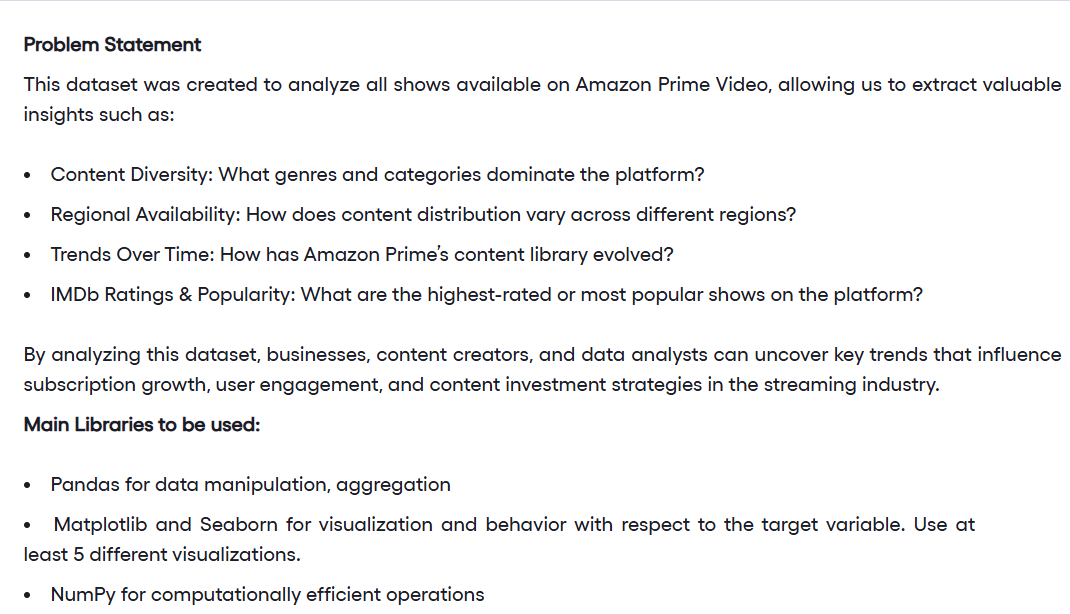 Problem Statement
This dataset was created to analyze all shows available on Amazon Prime Video, allowing us to extract valuable
insights such as:
• Content Diversity: What genres and categories dominate the platform?
• Regional Availability: How does content distribution vary across different regions?
• Trends Over Time: How has Amazon Prime's content library evolved?
• IMDb Ratings & Popularity: What are the highest-rated or most popular shows on the platform?
By analyzing this dataset, businesses, content creators, and data analysts can uncover key trends that influence
subscription growth, user engagement, and content investment strategies in the streaming industry.
Main Libraries to be used:
• Pandas for data manipulation, aggregation
• Matplotlib and Seaborn for visualization and behavior with respect to the target variable. Use at
least 5 different visualizations.
• NumPy for computationally efficient operations